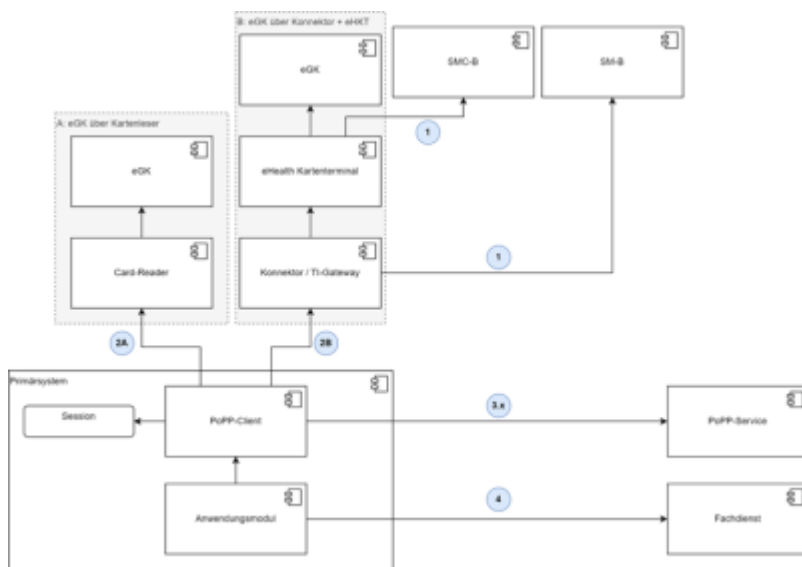 B: eGK über Konnektor + eHKT
eGK
SMC-B
SM-B
A: eGK über Kartenleser
1
eGK
eHealth Kartenterminal
Card-Reader
Konnektor / TI-Gateway
1
2A
2B
Primärsystem
Session
PoPP-Client
3.x
PoPP-Service
Anwendungsmodul
4
Fachdienst